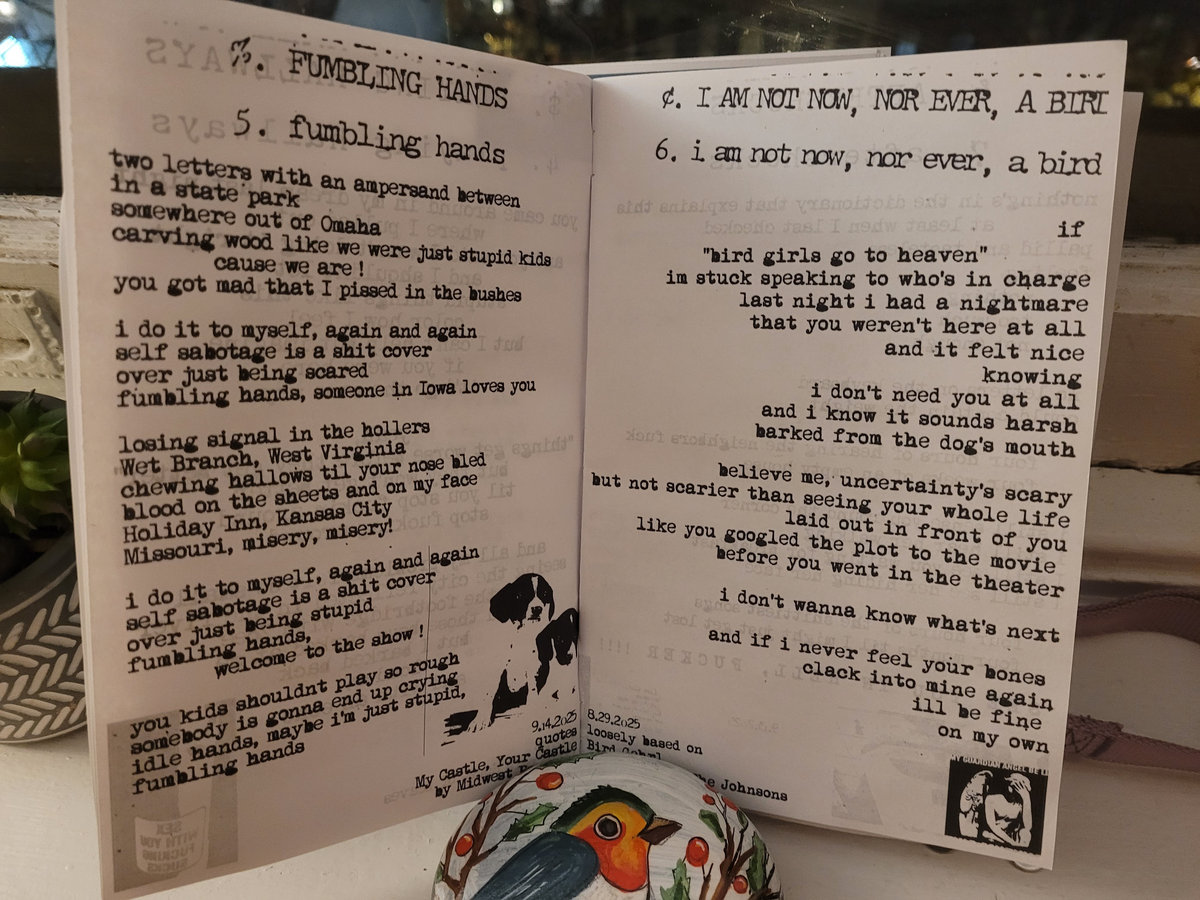 3. FUMBLING HANDS
5. fumbling hands
two letters with an ampersand between
in a state park
somewhere out of Omaha
carving wood like we were just stupid kids
cause we are !
you got mad that I pissed in the bushes
i do it to myself, again and again
self sabotage is a shit cover
over just being scared
fumbling hands, someone in Iowa loves you
losing signal in the hollers
Wet Branch, West Virginia
chewing hallows til your nose bled
blood on the sheets and on my face
Holiday Inn, Kansas City
Missouri, misery, misery!
i do it to myself, again and again
self sabotage is a shit cover
over just being stupid
fumbling hands,
welcome to the show !
you kids shouldnt play so rough
somebody is gonna end up crying
idle hands, maybe i'm just stupid,
fumbling hands
9.14.2025
quotes
My Castle, Your Castle
by Midwest
¢. I AM NOT NOW, NOR EVER, A BIRD
6. i am not now, nor ever, a bird
if
"bird girls go to heaven"
im stuck speaking to who's in charge
last night i had a nightmare
that you weren't here at all
and it felt nice
knowing
i don't need you at all
and i know it sounds harsh
barked from the dog's mouth
believe me, uncertainty's scary
but not scarier than seeing your whole life
laid out in front of you
like you googled the plot to the movie
before you went in the theater
i don't wanna know what's next
and if i never feel your bones
clack into mine again
ill be fine
on my own
8.29.2025
loosely based on
Bird
the Johnsons
MY GUARDIAN ANGEL